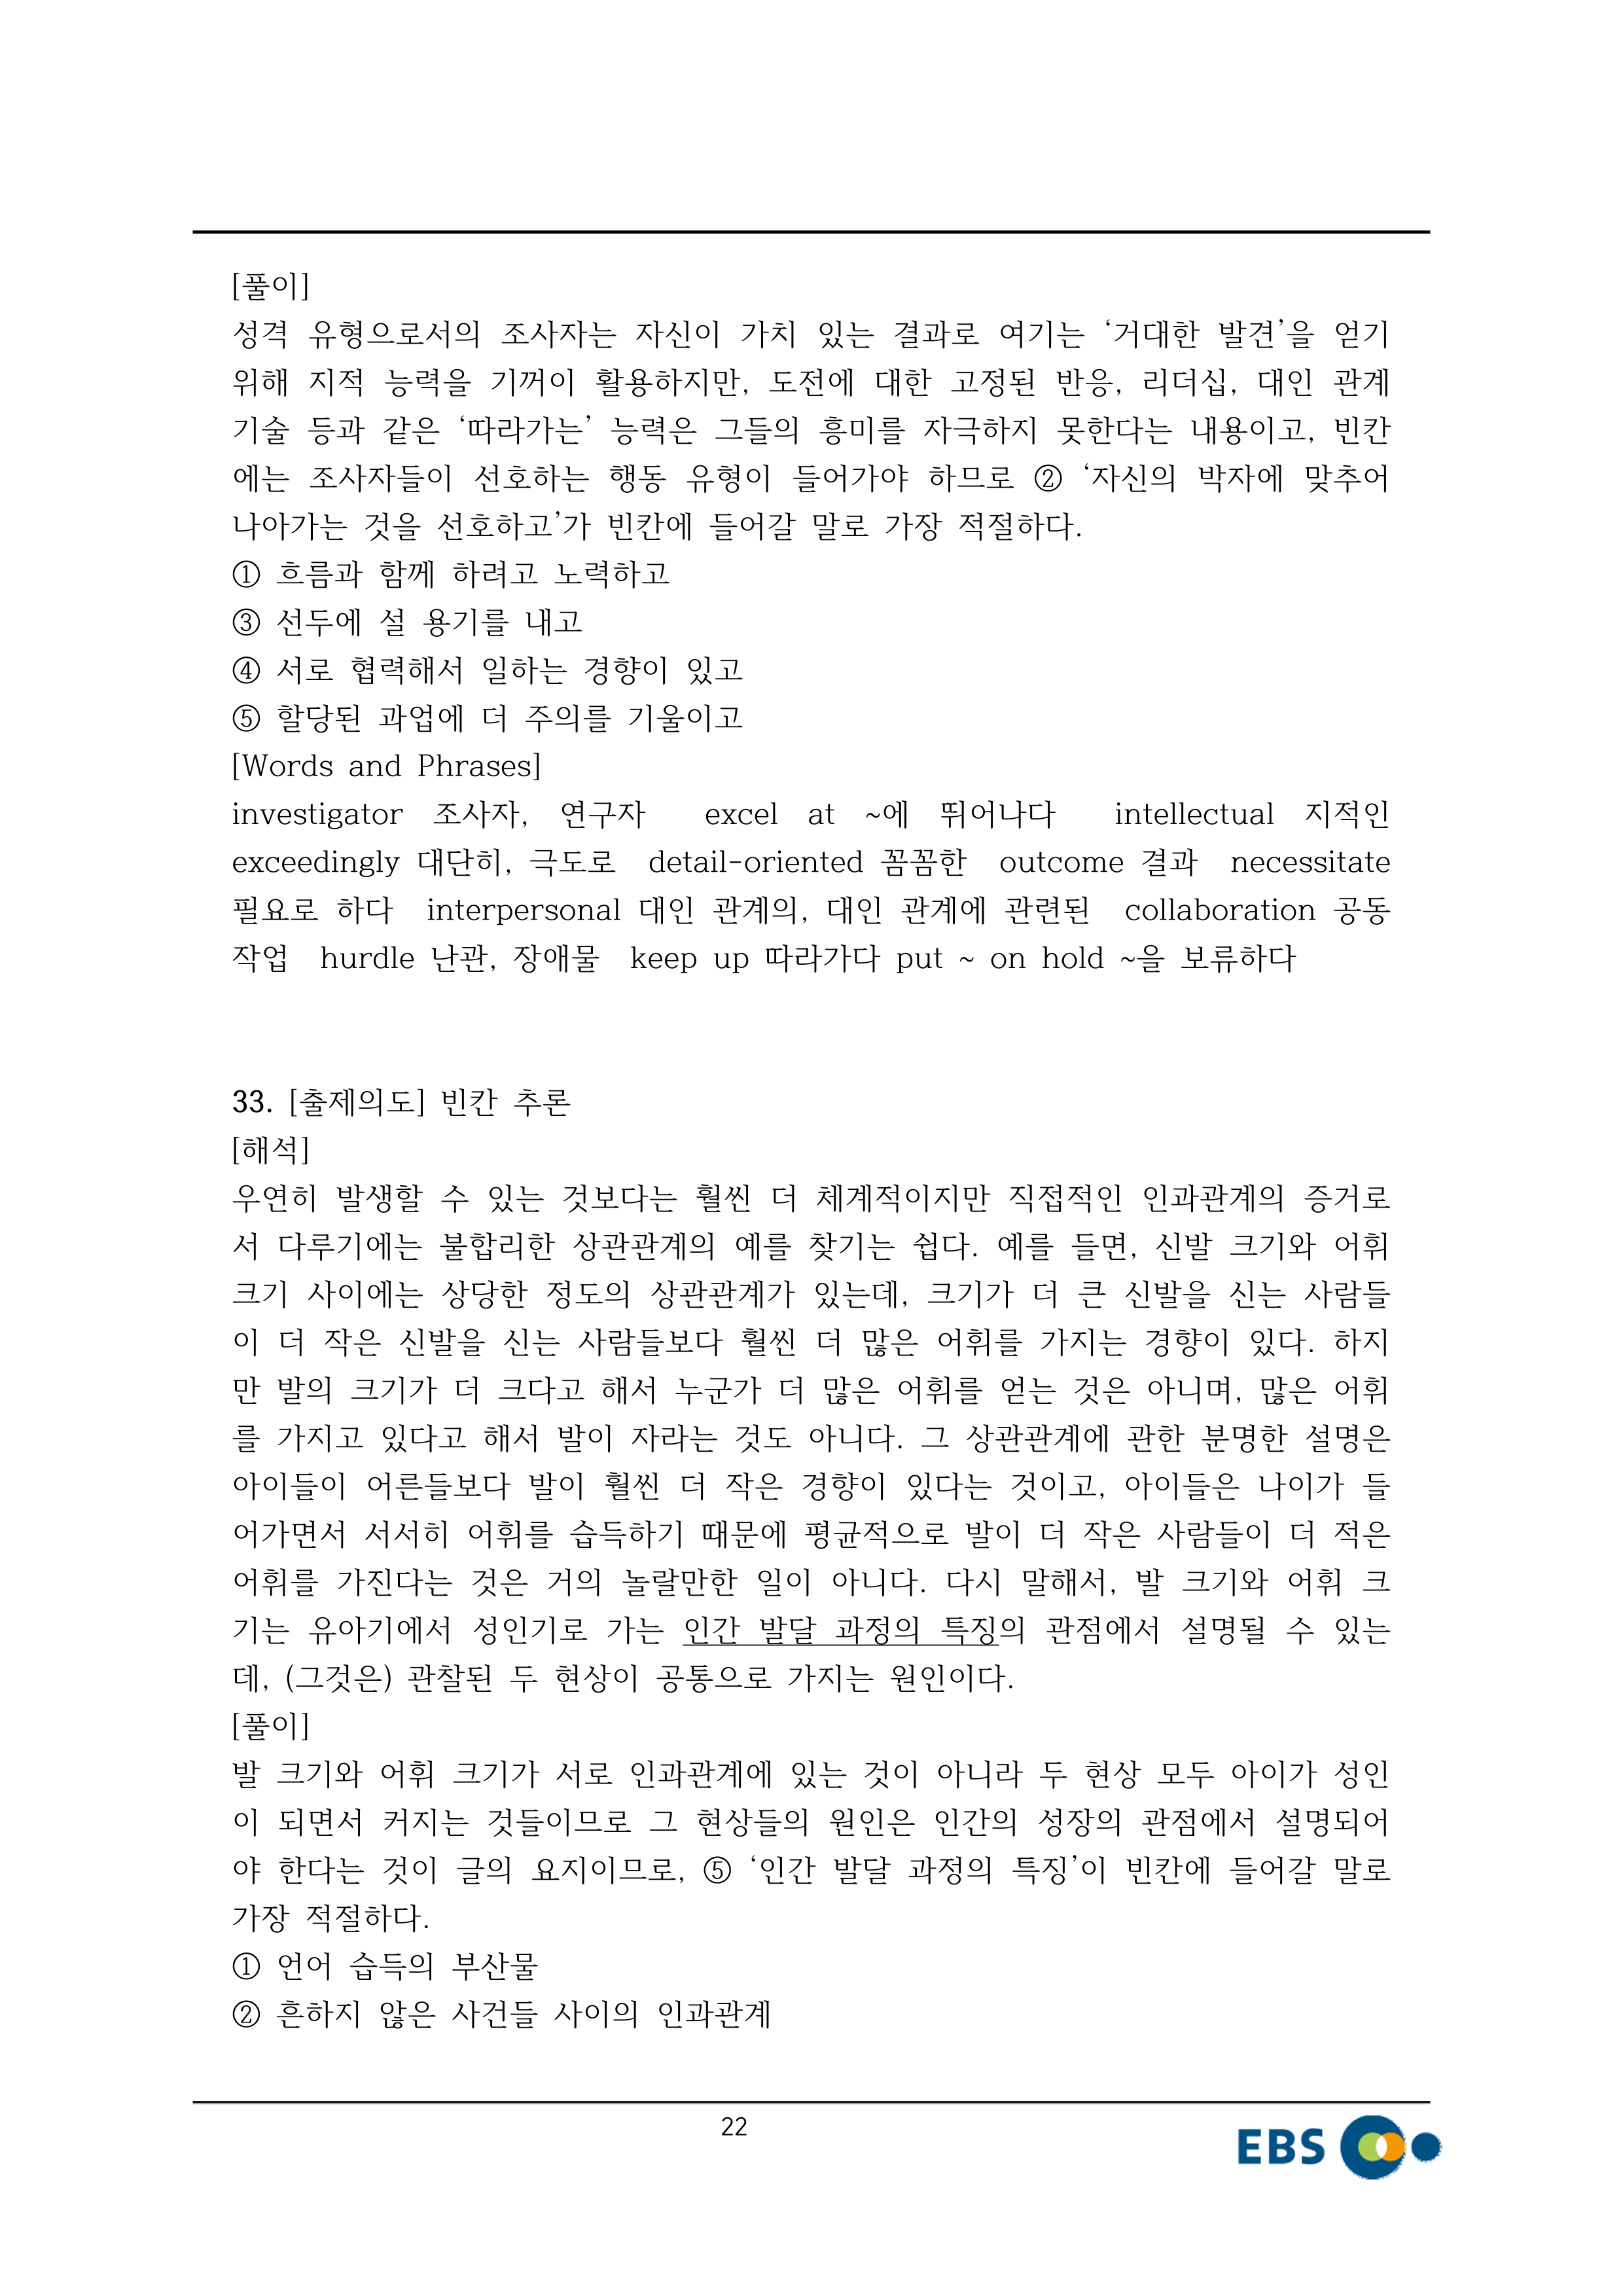 [풀이]
성격 유형으로서의 조사자는 자신이 가치 있는 결과로 여기는 ‘거대한 발견’을 얻기
위해 지적 능력을 기꺼이 활용하지만, 도전에 대한 고정된 반응, 리더십, 대인 관계
기술 등과 같은 ‘따라가는’ 능력은 그들의 흥미를 자극하지 못한다는 내용이고, 빈칸
에는 조사자들이 선호하는 행동 유형이 들어가야 하므로 ② ‘자신의 박자에 맞추어
나아가는 것을 선호하고’가 빈칸에 들어갈 말로 가장 적절하다.
① 흐름과 함께 하려고 노력하고
③ 선두에 설 용기를 내고
④ 서로 협력해서 일하는 경향이 있고
⑤ 할당된 과업에 더 주의를 기울이고
[Words and Phrases]
investigator 조사자, 연구자 excel at ~에 뛰어나다 intellectual 지적인
exceedingly 대단히, 극도로 detail-oriented 꼼꼼한 outcome 결과 necessitate
필요로 하다 interpersonal 대인 관계의, 대인 관계에 관련된 collaboration 공동
작업 hurdle 난관, 장애물 keep up 따라가다 put ~ on hold ~을 보류하다
33. [출제의도] 빈칸 추론
[해석]
우연히 발생할 수 있는 것보다는 훨씬 더 체계적이지만 직접적인 인과관계의 증거로
서 다루기에는 불합리한 상관관계의 예를 찾기는 쉽다. 예를 들면, 신발 크기와 어휘
크기 사이에는 상당한 정도의 상관관계가 있는데, 크기가 더 큰 신발을 신는 사람들
이 더 작은 신발을 신는 사람들보다 훨씬 더 많은 어휘를 가지는 경향이 있다. 하지
만 발의 크기가 더 크다고 해서 누군가 더 많은 어휘를 얻는 것은 아니며, 많은 어휘
를 가지고 있다고 해서 발이 자라는 것도 아니다. 그 상관관계에 관한 분명한 설명은
아이들이 어른들보다 발이 훨씬 더 작은 경향이 있다는 것이고, 아이들은 나이가 들
어가면서 서서히 어휘를 습득하기 때문에 평균적으로 발이 더 작은 사람들이 더 적은
어휘를 가진다는 것은 거의 놀랄만한 일이 아니다. 다시 말해서, 발 크기와 어휘 크
기는 유아기에서 성인기로 가는 인간 발달 과정의 특징의 관점에서 설명될 수 있는
데, (그것은) 관찰된 두 현상이 공통으로 가지는 원인이다.
[풀이]
발 크기와 어휘 크기가 서로 인과관계에 있는 것이 아니라 두 현상 모두 아이가 성인
이 되면서 커지는 것들이므로 그 현상들의 원인은 인간의 성장의 관점에서 설명되어
야 한다는 것이 글의 요지이므로, ⑤ ‘인간 발달 과정의 특징’이 빈칸에 들어갈 말로
가장 적절하다.
① 언어 습득의 부산물
② 흔하지 않은 사건들 사이의 인과관계
22
EBS